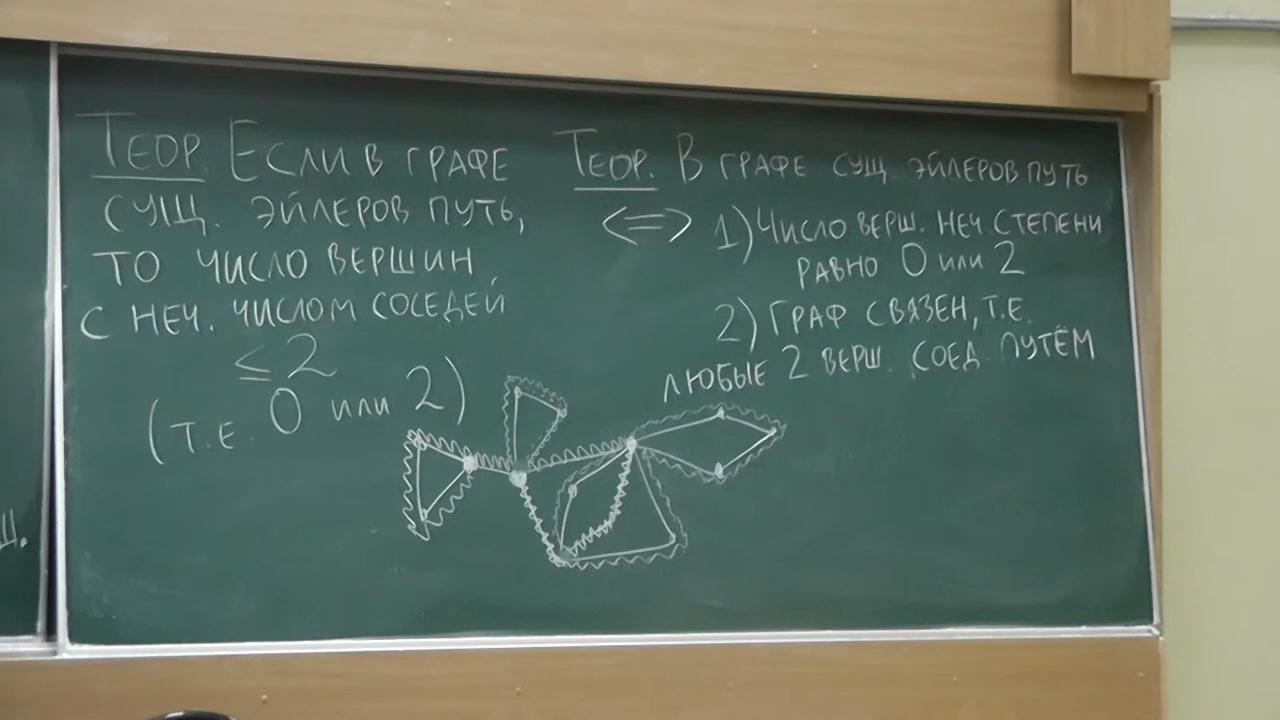 ТЕОР. ЕСЛИ В ГРАФЕ
СУЩ. ЭЙЛЕРОВ ПУТЬ,
ТО ЧИСЛО ВЕРШИН
С НЕЧ. ЧИСЛОМ СОСЕДЕЙ
≤ 2
(Т.Е. 0 ИЛИ 2)
ТЕОР. В ГРАФЕ СУЩ. ЭЙЛЕРОВ ПУТЬ
⟺ 1) ЧИСЛО ВЕРШ. НЕЧ СТЕПЕНИ
РАВНО 0 ИЛИ 2
2) ГРАФ СВЯЗЕН, Т.Е.
ЛЮБЫЕ 2 ВЕРШ. СОЕД. ПУТЁМ